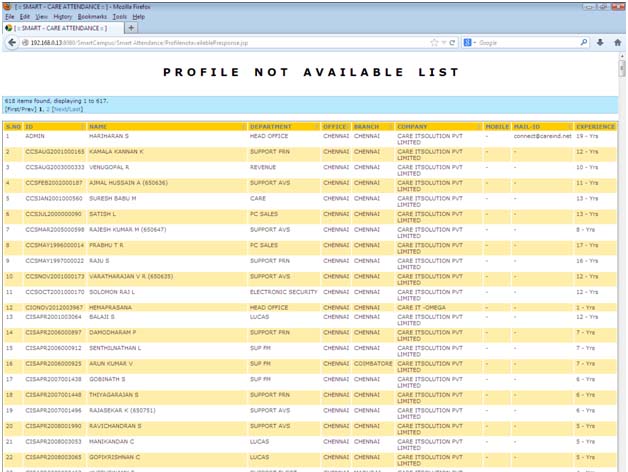 [ :: SMART - CARE ATTENDANCE :: ] - Mozilla Firefox
File Edit View History Bookmarks Tools Help
[ :: SMART - CARE ATTENDANCE :: ] +
192.168.0.13:8080/SmartCampus/Smart-Attendance/ProfilenotavailableFresponse.jsp Google
PROFILE NOT AVAILABLE LIST
618 items found, displaying 1 to 617.
[First/Prev] 1, 2 [Next/Last]
S.NO ID NAME DEPARTMENT OFFICE BRANCH COMPANY MOBILE MAIL-ID EXPERIENCE
1 ADMIN HARIHARAN S HEAD OFFICE CHENNAI CHENNAI CARE ITSOLUTION PVT - connect@careind.net 19 - Yrs
LIMITED
2 CCSAUG2001000165 KAMALA KANNAN K SUPPORT PRN CHENNAI CHENNAI CARE ITSOLUTION PVT - - 12 - Yrs
LIMITED
3 CCSAUG2003000333 VENUGOPAL R REVENUE CHENNAI CHENNAI CARE ITSOLUTION PVT - - 10 - Yrs
LIMITED
4 CCSFEB2002000187 AJMAL HUSSAIN A (650636) SUPPORT AVS CHENNAI CHENNAI CARE ITSOLUTION PVT - - 12 - Yrs
LIMITED
5 CCSJAN2001000560 SURESH BABU M CARE CHENNAI CHENNAI CARE ITSOLUTION PVT - - 13 - Yrs
LIMITED
6 CCSJUL2000000090 SATISH L PC SALES CHENNAI CHENNAI CARE ITSOLUTION PVT - - 13 - Yrs
LIMITED
7 CCSMAR2005000598 RAJESH KUMAR M (650647) SUPPORT AVS CHENNAI CHENNAI CARE ITSOLUTION PVT - - 8 - Yrs
LIMITED
8 CCSMAY1996000014 PRABHU T R PC SALES CHENNAI CHENNAI CARE ITSOLUTION PVT - - 17 - Yrs
LIMITED
9 CCSMAY1997000022 RAJU S SUPPORT PRN CHENNAI CHENNAI CARE ITSOLUTION PVT - - 16 - Yrs
LIMITED
10 CCSNOV2001000173 VARATHARAJAN V R (650635) SUPPORT AVS CHENNAI CHENNAI CARE ITSOLUTION PVT - - 12 - Yrs
LIMITED
11 CCSOCT2001000170 SOLOMON RAJ L ELECTRONIC SECURITY CHENNAI CHENNAI CARE ITSOLUTION PVT - - 12 - Yrs
LIMITED
12 CIONOV2012003967 HEMAPRASANA HEAD OFFICE CHENNAI CHENNAI CARE IT -OMEGA - - 1 - Yrs
13 CISAPR2001003064 BALAJI S LUCAS CHENNAI CHENNAI CARE ITSOLUTION PVT - - 12 - Yrs
LIMITED
14 CISAPR2006000897 DAMODHARAM P SUPPORT PRN CHENNAI CHENNAI CARE ITSOLUTION PVT - - 7 - Yrs
LIMITED
15 CISAPR2006000912 SENTHILNATHAN L SUP FM CHENNAI CHENNAI CARE ITSOLUTION PVT - - 7 - Yrs
LIMITED
16 CISAPR2006000925 ARUN KUMAR V SUP FM CHENNAI COIMBATORE CARE ITSOLUTION PVT - - 7 - Yrs
LIMITED
17 CISAPR2007001438 GOBINATH S SUP FM CHENNAI CHENNAI CARE ITSOLUTION PVT - - 6 - Yrs
LIMITED
18 CISAPR2007001448 THIYAGARAJAN S SUPPORT PRN CHENNAI CHENNAI CARE ITSOLUTION PVT - - 6 - Yrs
LIMITED
19 CISAPR2007001496 RAJASEKAR K (650751) SUPPORT AVS CHENNAI CHENNAI CARE ITSOLUTION PVT - - 6 - Yrs
LIMITED
20 CISAPR2008001990 RAVICHANDRAN S SUPPORT AVS CHENNAI CHENNAI CARE ITSOLUTION PVT - - 5 - Yrs
LIMITED
21 CISAPR2008003053 MANIKANDAN C LUCAS CHENNAI CHENNAI CARE ITSOLUTION PVT - - 5 - Yrs
LIMITED
22 CISAPR2008003065 GOPIKRISHNAN C LUCAS CHENNAI CHENNAI CARE ITSOLUTION PVT - - 5 - Yrs
LIMITED